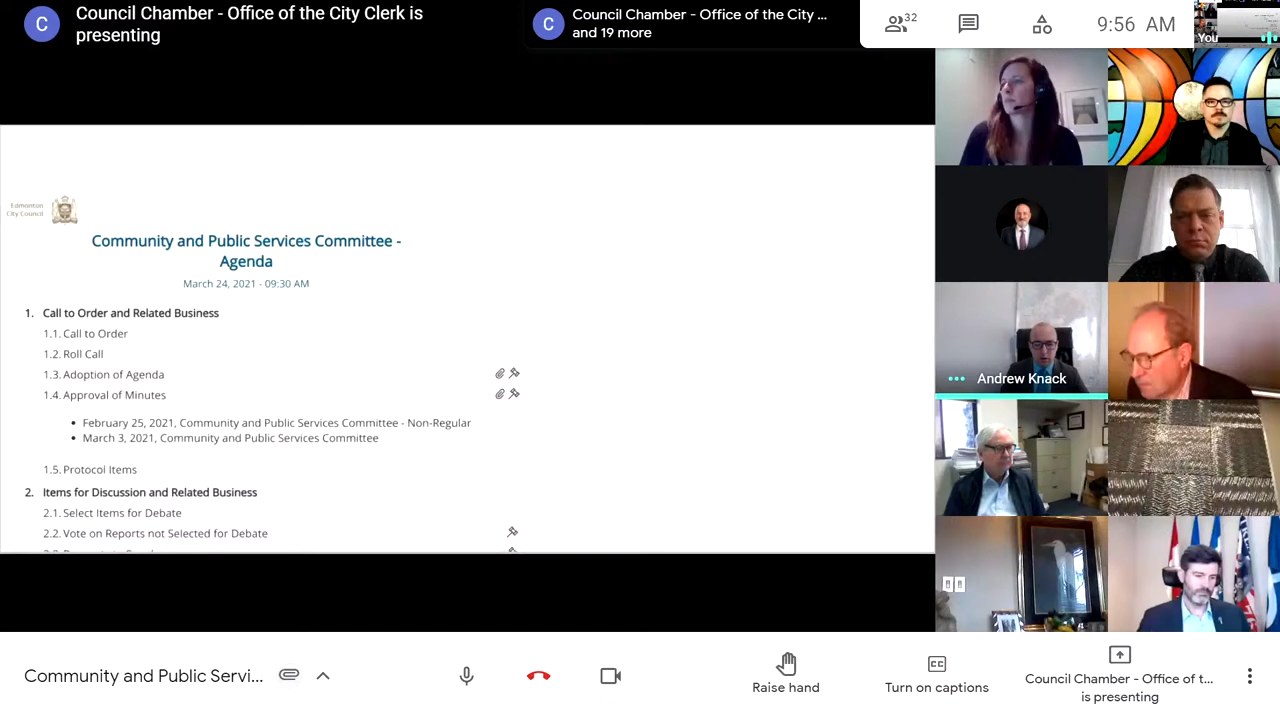 C
Council Chamber - Office of the City Clerk is
presenting
C
Council Chamber - Office of the City ...
and 19 more
32
9:56 AM
You
Edmonton
City Council
Community and Public Services Committee -
Agenda
March 24, 2021 - 09:30 AM
1. Call to Order and Related Business
1.1. Call to Order
1.2. Roll Call
1.3. Adoption of Agenda
1.4. Approval of Minutes
• February 25, 2021, Community and Public Services Committee - Non-Regular
• March 3, 2021, Community and Public Services Committee
1.5. Protocol Items
2. Items for Discussion and Related Business
2.1. Select Items for Debate
2.2. Vote on Reports not Selected for Debate
Andrew Knack
Community and Public Servi...
Raise hand
CC
Turn on captions
Council Chamber - Office of t...
is presenting